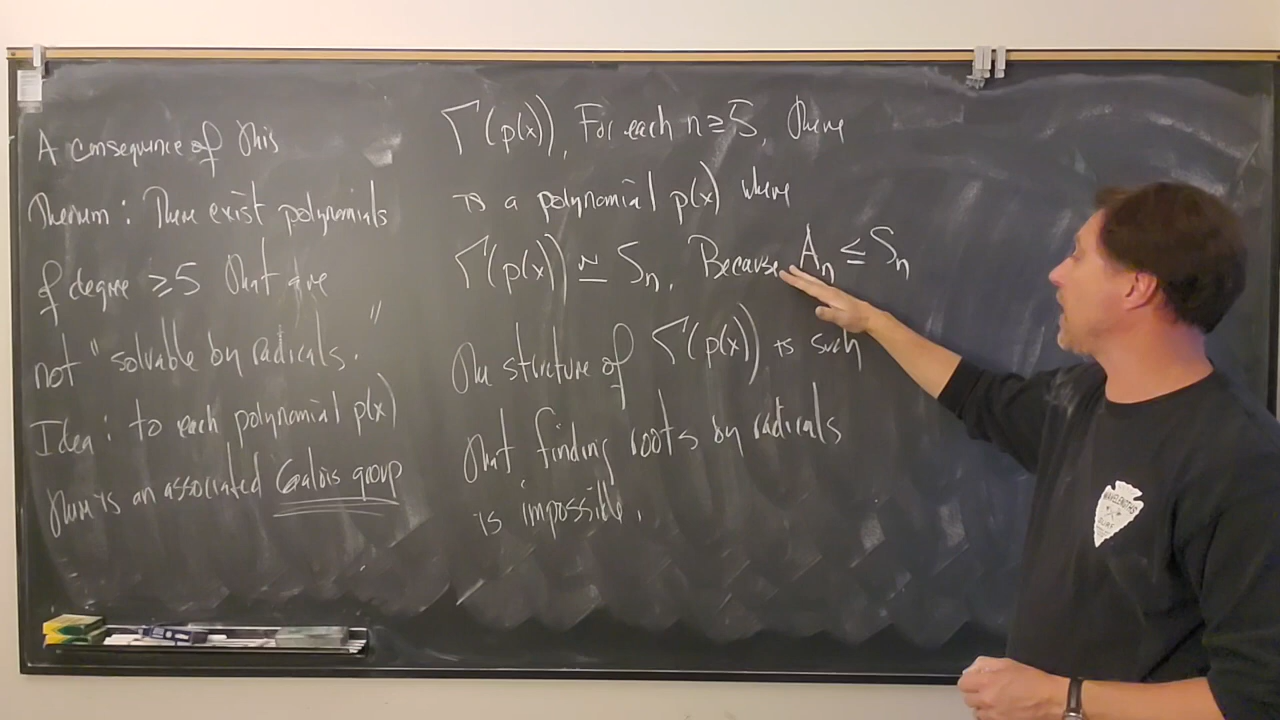 A consequence of this
Theorem: There exist polynomials
of degree ≥5 that are
not "solvable by radicals."
Idea: to each polynomial p(x)
there is an associated Galois group
Γ(p(x)). For each n≥5, there
is a polynomial p(x) where
Γ(p(x)) ≅ Sₙ. Because Aₙ ≤ Sₙ
the structure of Γ(p(x)) is such
that finding roots by radicals
is impossible.